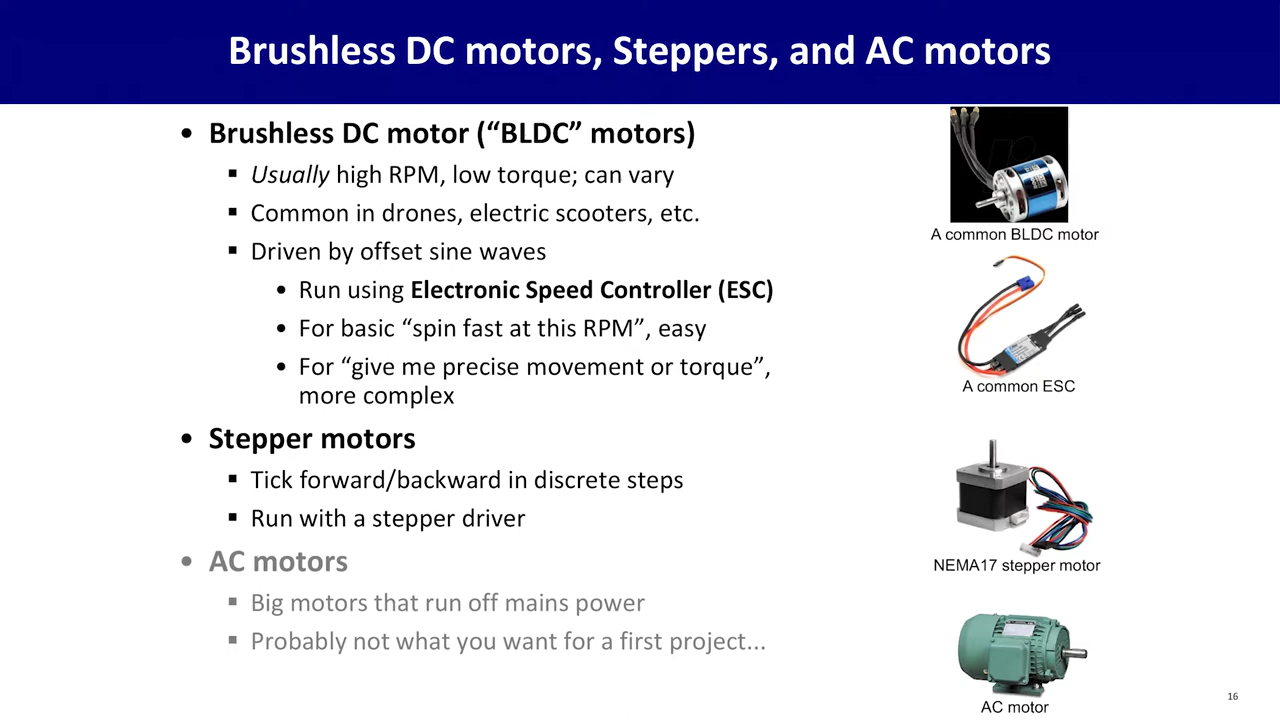 Brushless DC motors, Steppers, and AC motors
• Brushless DC motor (“BLDC” motors)
▪ Usually high RPM, low torque; can vary
▪ Common in drones, electric scooters, etc.
▪ Driven by offset sine waves
• Run using Electronic Speed Controller (ESC)
• For basic “spin fast at this RPM”, easy
• For “give me precise movement or torque”,
more complex
• Stepper motors
▪ Tick forward/backward in discrete steps
▪ Run with a stepper driver
• AC motors
▪ Big motors that run off mains power
▪ Probably not what you want for a first project...
A common BLDC motor
A common ESC
NEMA17 stepper motor
AC motor
16